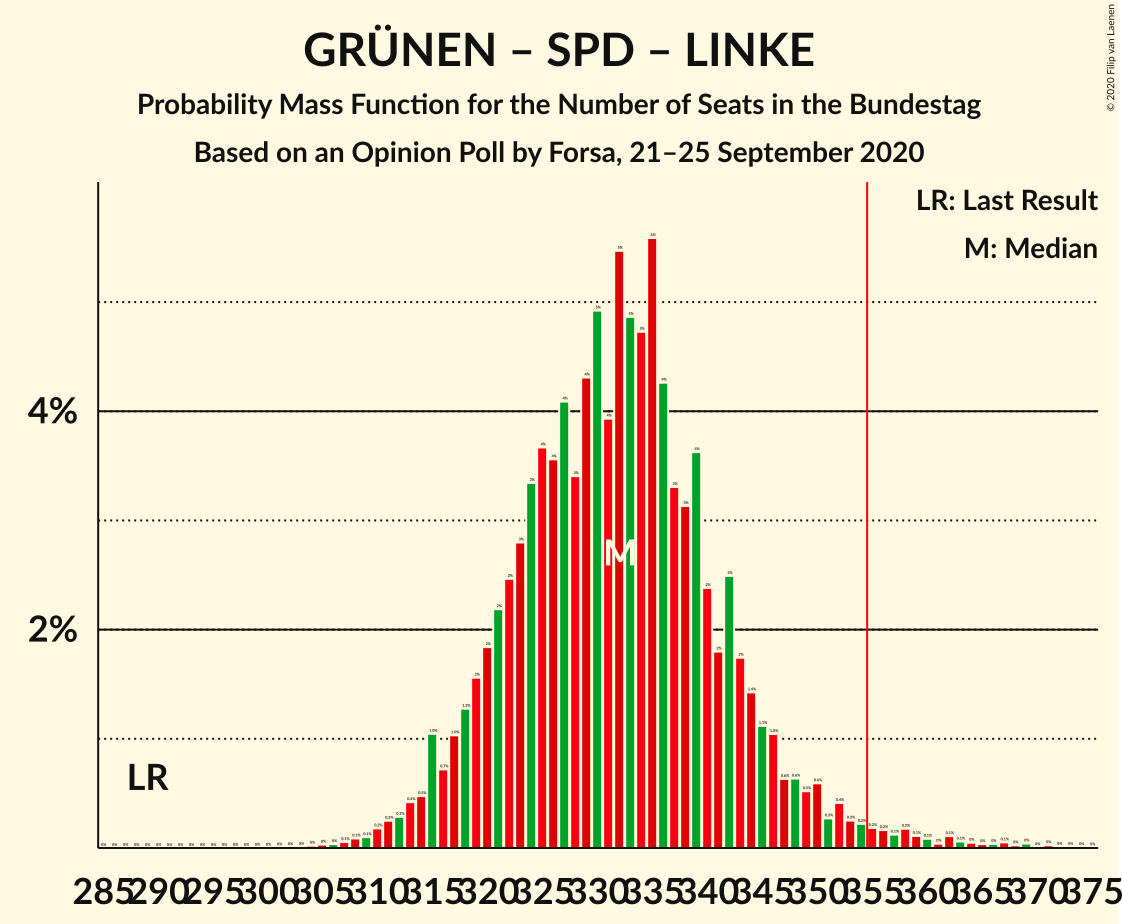 GRÜNEN – SPD – LINKE
Probability Mass Function for the Number of Seats in the Bundestag
Based on an Opinion Poll by Forsa, 21–25 September 2020
© 2020 Filip van Laenen
LR: Last Result
M: Median
4%
2%
LR
M
285 290 295 300 305 310 315 320 325 330 335 340 345 350 355 360 365 370 375